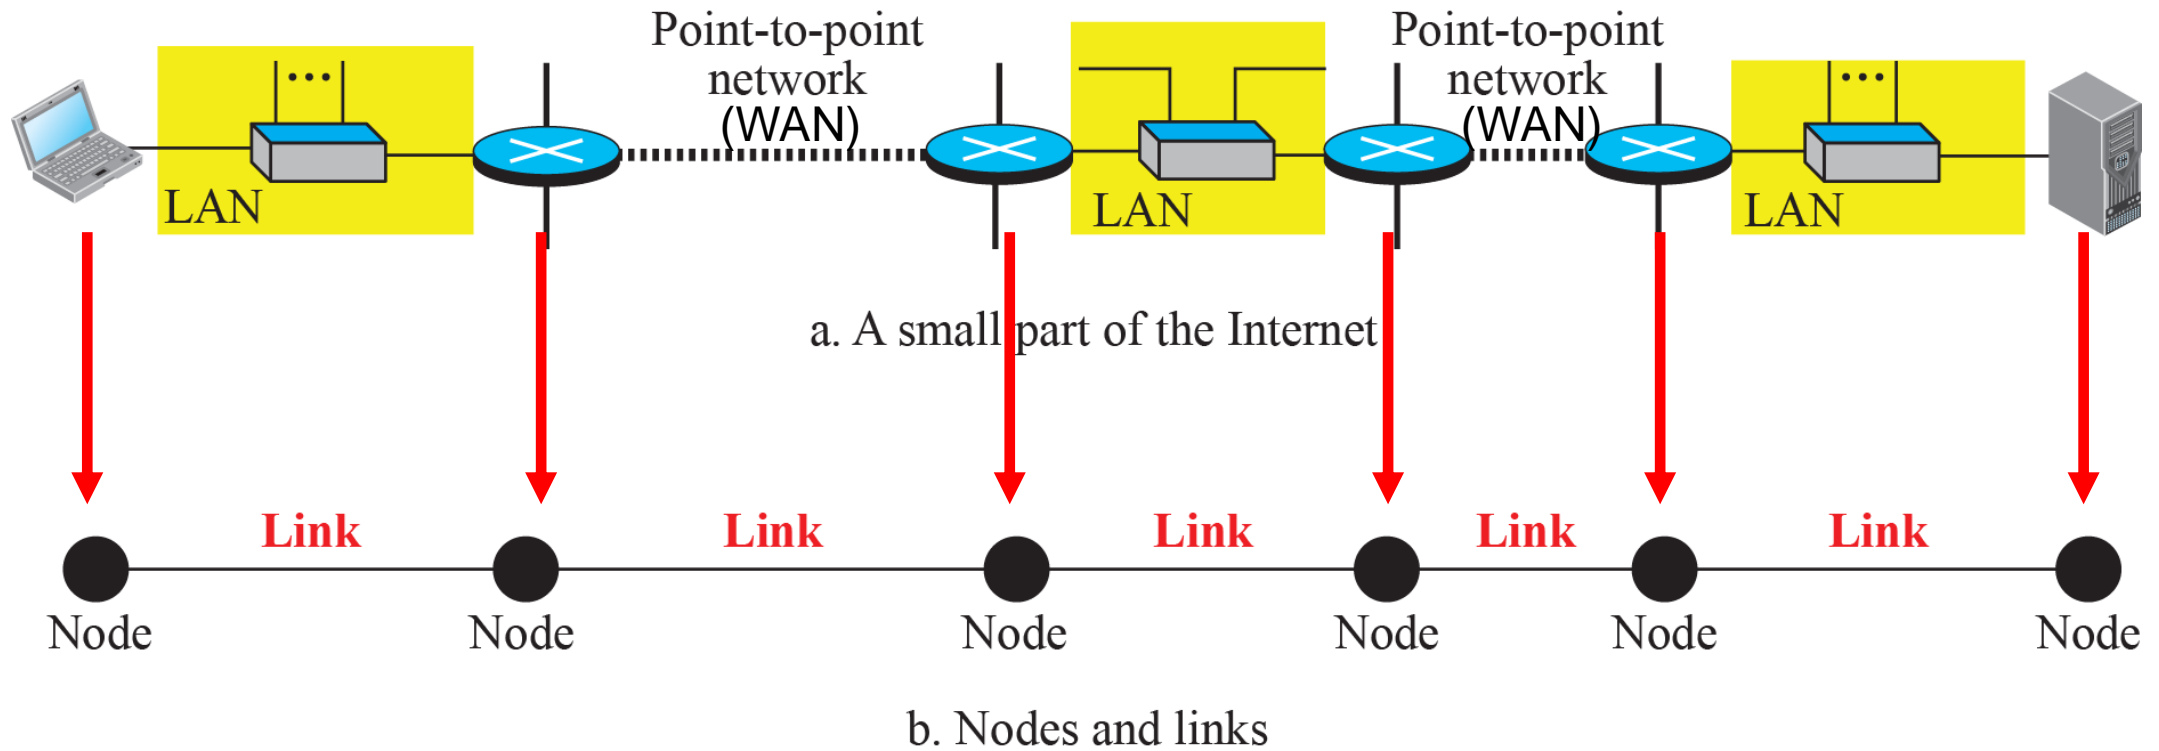 Point-to-point
network
(WAN)
Point-to-point
network
(WAN)
LAN
LAN
LAN
a. A small part of the Internet
Link
Link
Link
Link
Link
Node
Node
Node
Node
Node
Node
b. Nodes and links